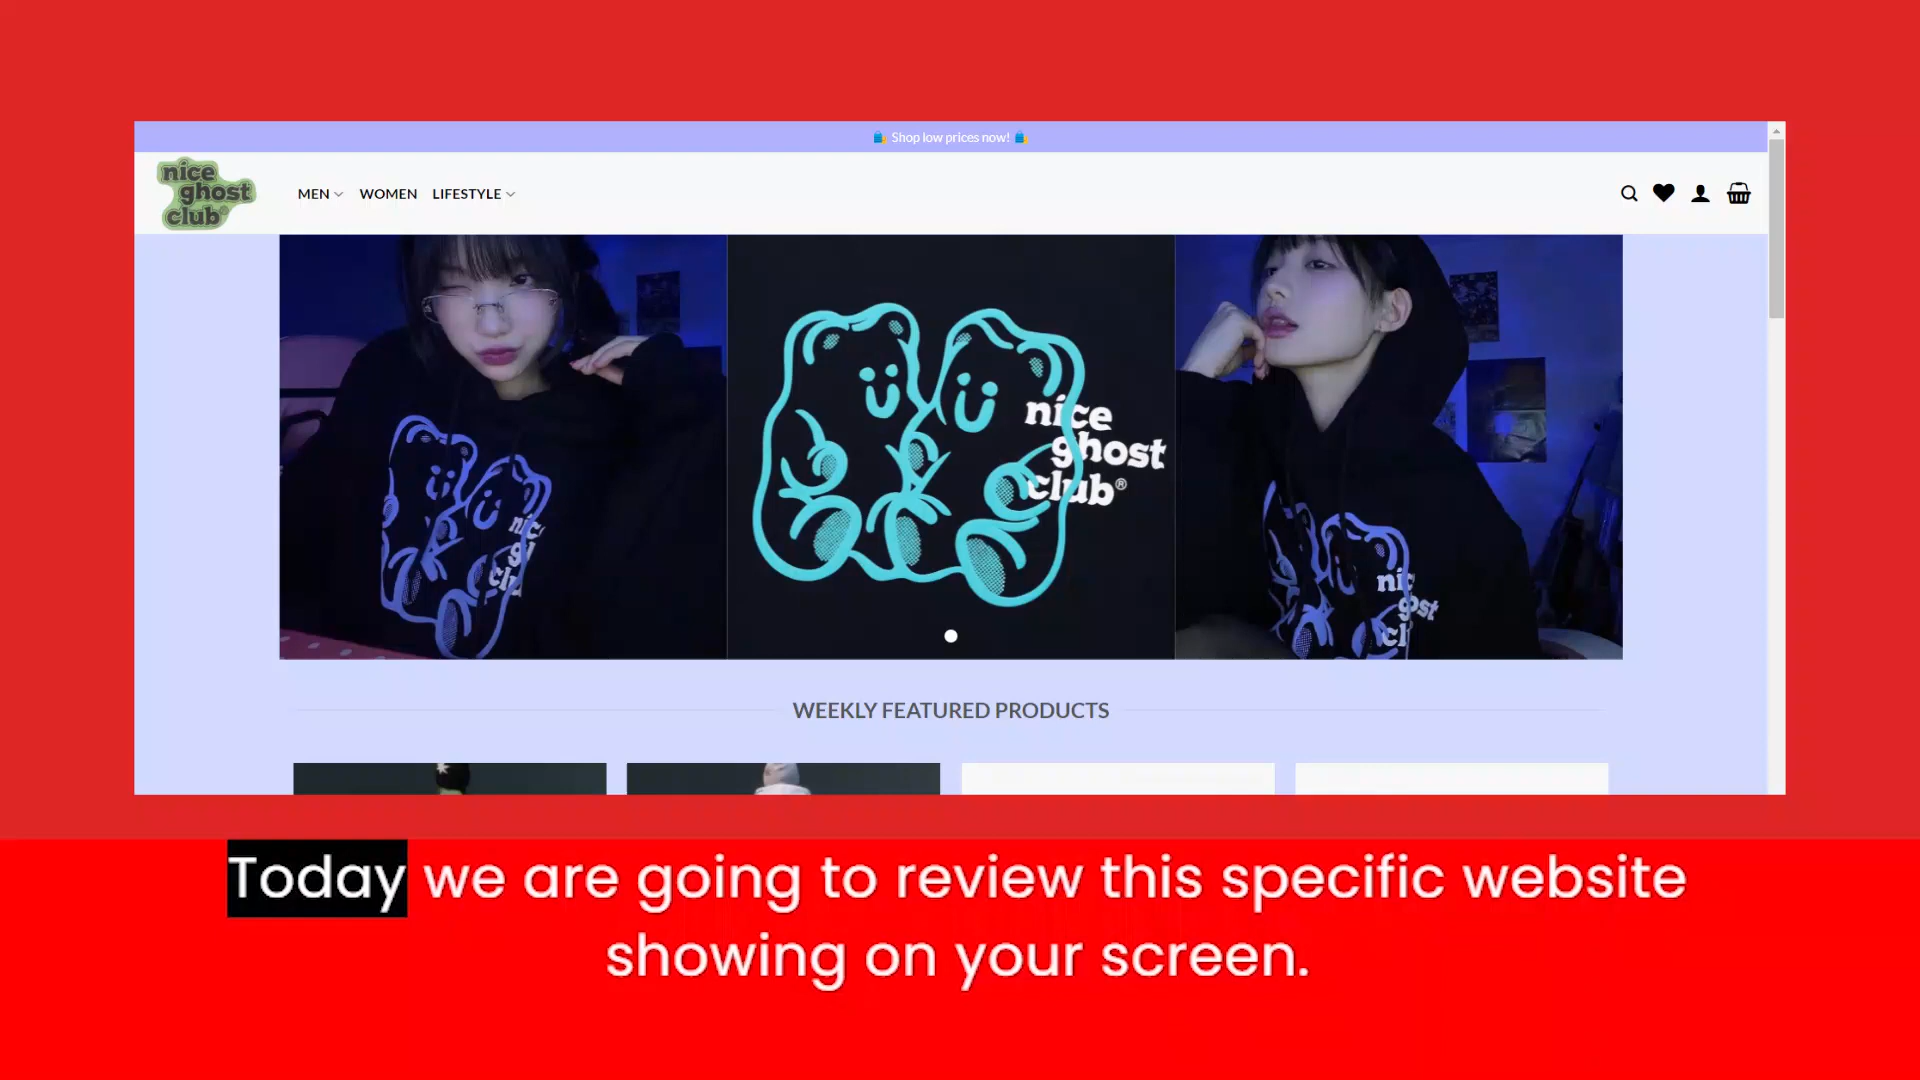 🛍️ Shop low prices now! 🛍️
nice
ghost
club®
MEN WOMEN LIFESTYLE
nice
ghost
club®
WEEKLY FEATURED PRODUCTS
Today we are going to review this specific website
showing on your screen.